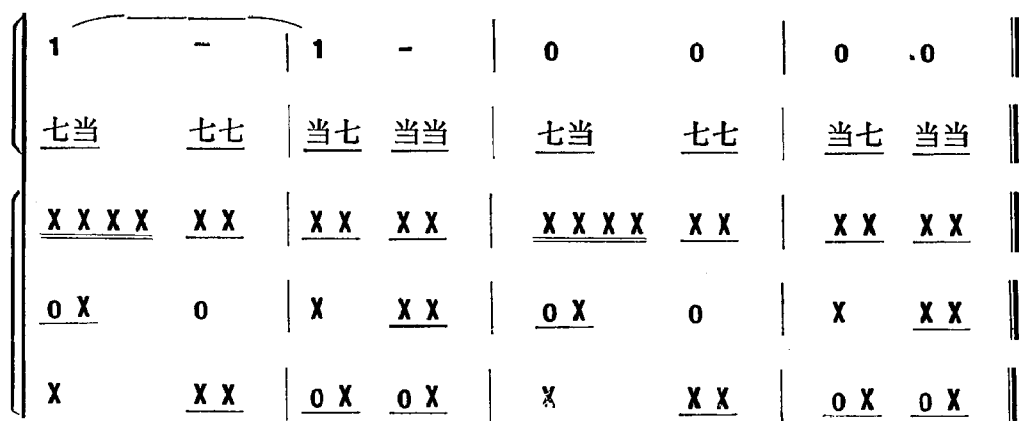 1 - | 1 - | 0 0 | 0 .0 ‖
七当 七七 | 当七 当当 | 七当 七七 | 当七 当当 ‖
X X X X X X | X X X X | X X X X X X | X X X X ‖
0 X 0 | X X X | 0 X 0 | X X X ‖
X X X | 0 X 0 X | X X X | 0 X 0 X ‖